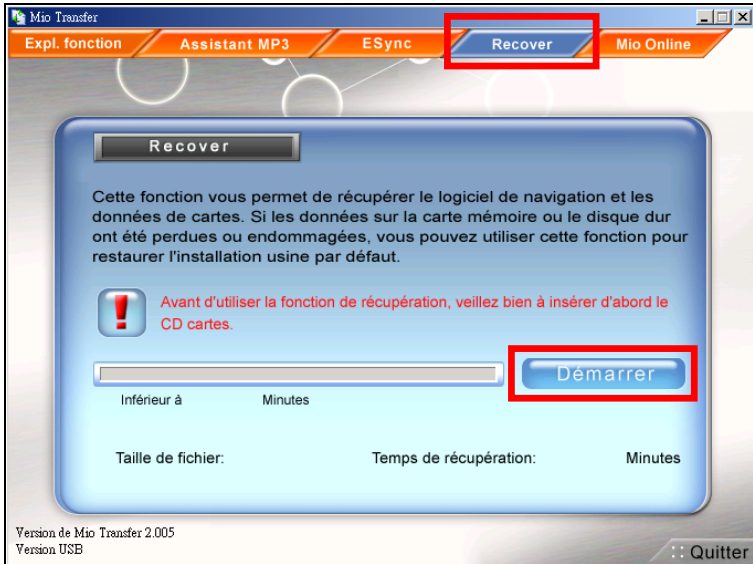 Mio Transfer
Expl. fonction
Assistant MP3
ESync
Recover
Mio Online
Recover
Cette fonction vous permet de récupérer le logiciel de navigation et les
données de cartes. Si les données sur la carte mémoire ou le disque dur
ont été perdues ou endommagées, vous pouvez utiliser cette fonction pour
restaurer l'installation usine par défaut.
Avant d'utiliser la fonction de récupération, veillez bien à insérer d'abord le
CD cartes.
Démarrer
Inférieur à Minutes
Taille de fichier: Temps de récupération: Minutes
Version de Mio Transfer 2.005
Version USB
:: Quitter